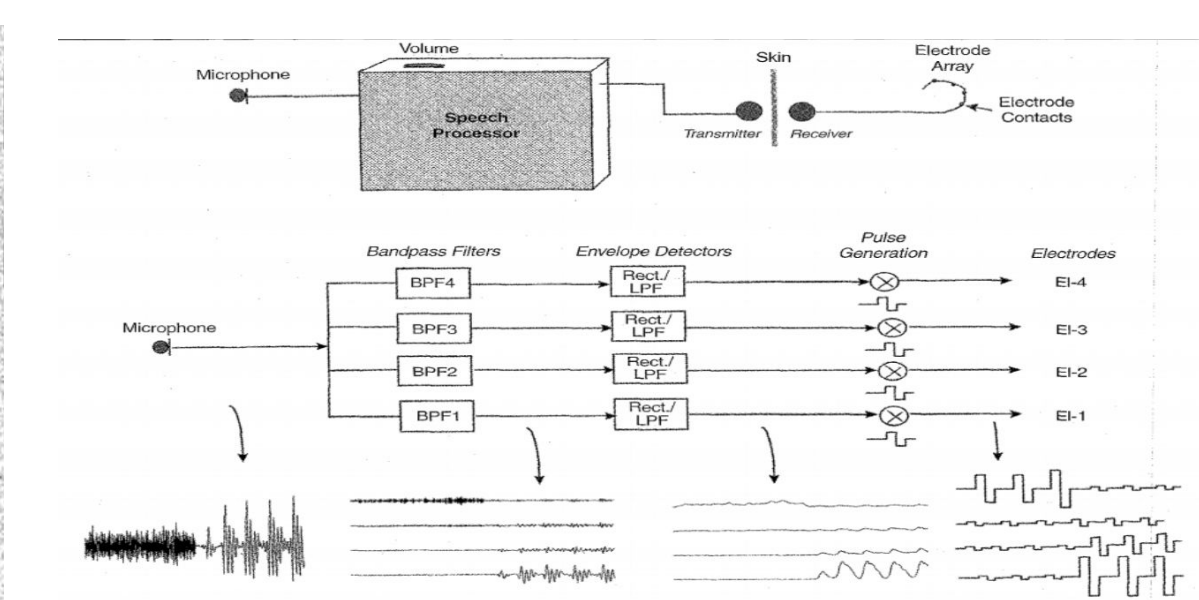 Volume
Microphone
Speech
Processor
Skin
Transmitter
Receiver
Electrode
Array
Electrode
Contacts
Bandpass Filters
Envelope Detectors
Pulse
Generation
Electrodes
Microphone
BPF4
Rect./
LPF
El-4
BPF3
Rect./
LPF
El-3
BPF2
Rect./
LPF
El-2
BPF1
Rect./
LPF
El-1